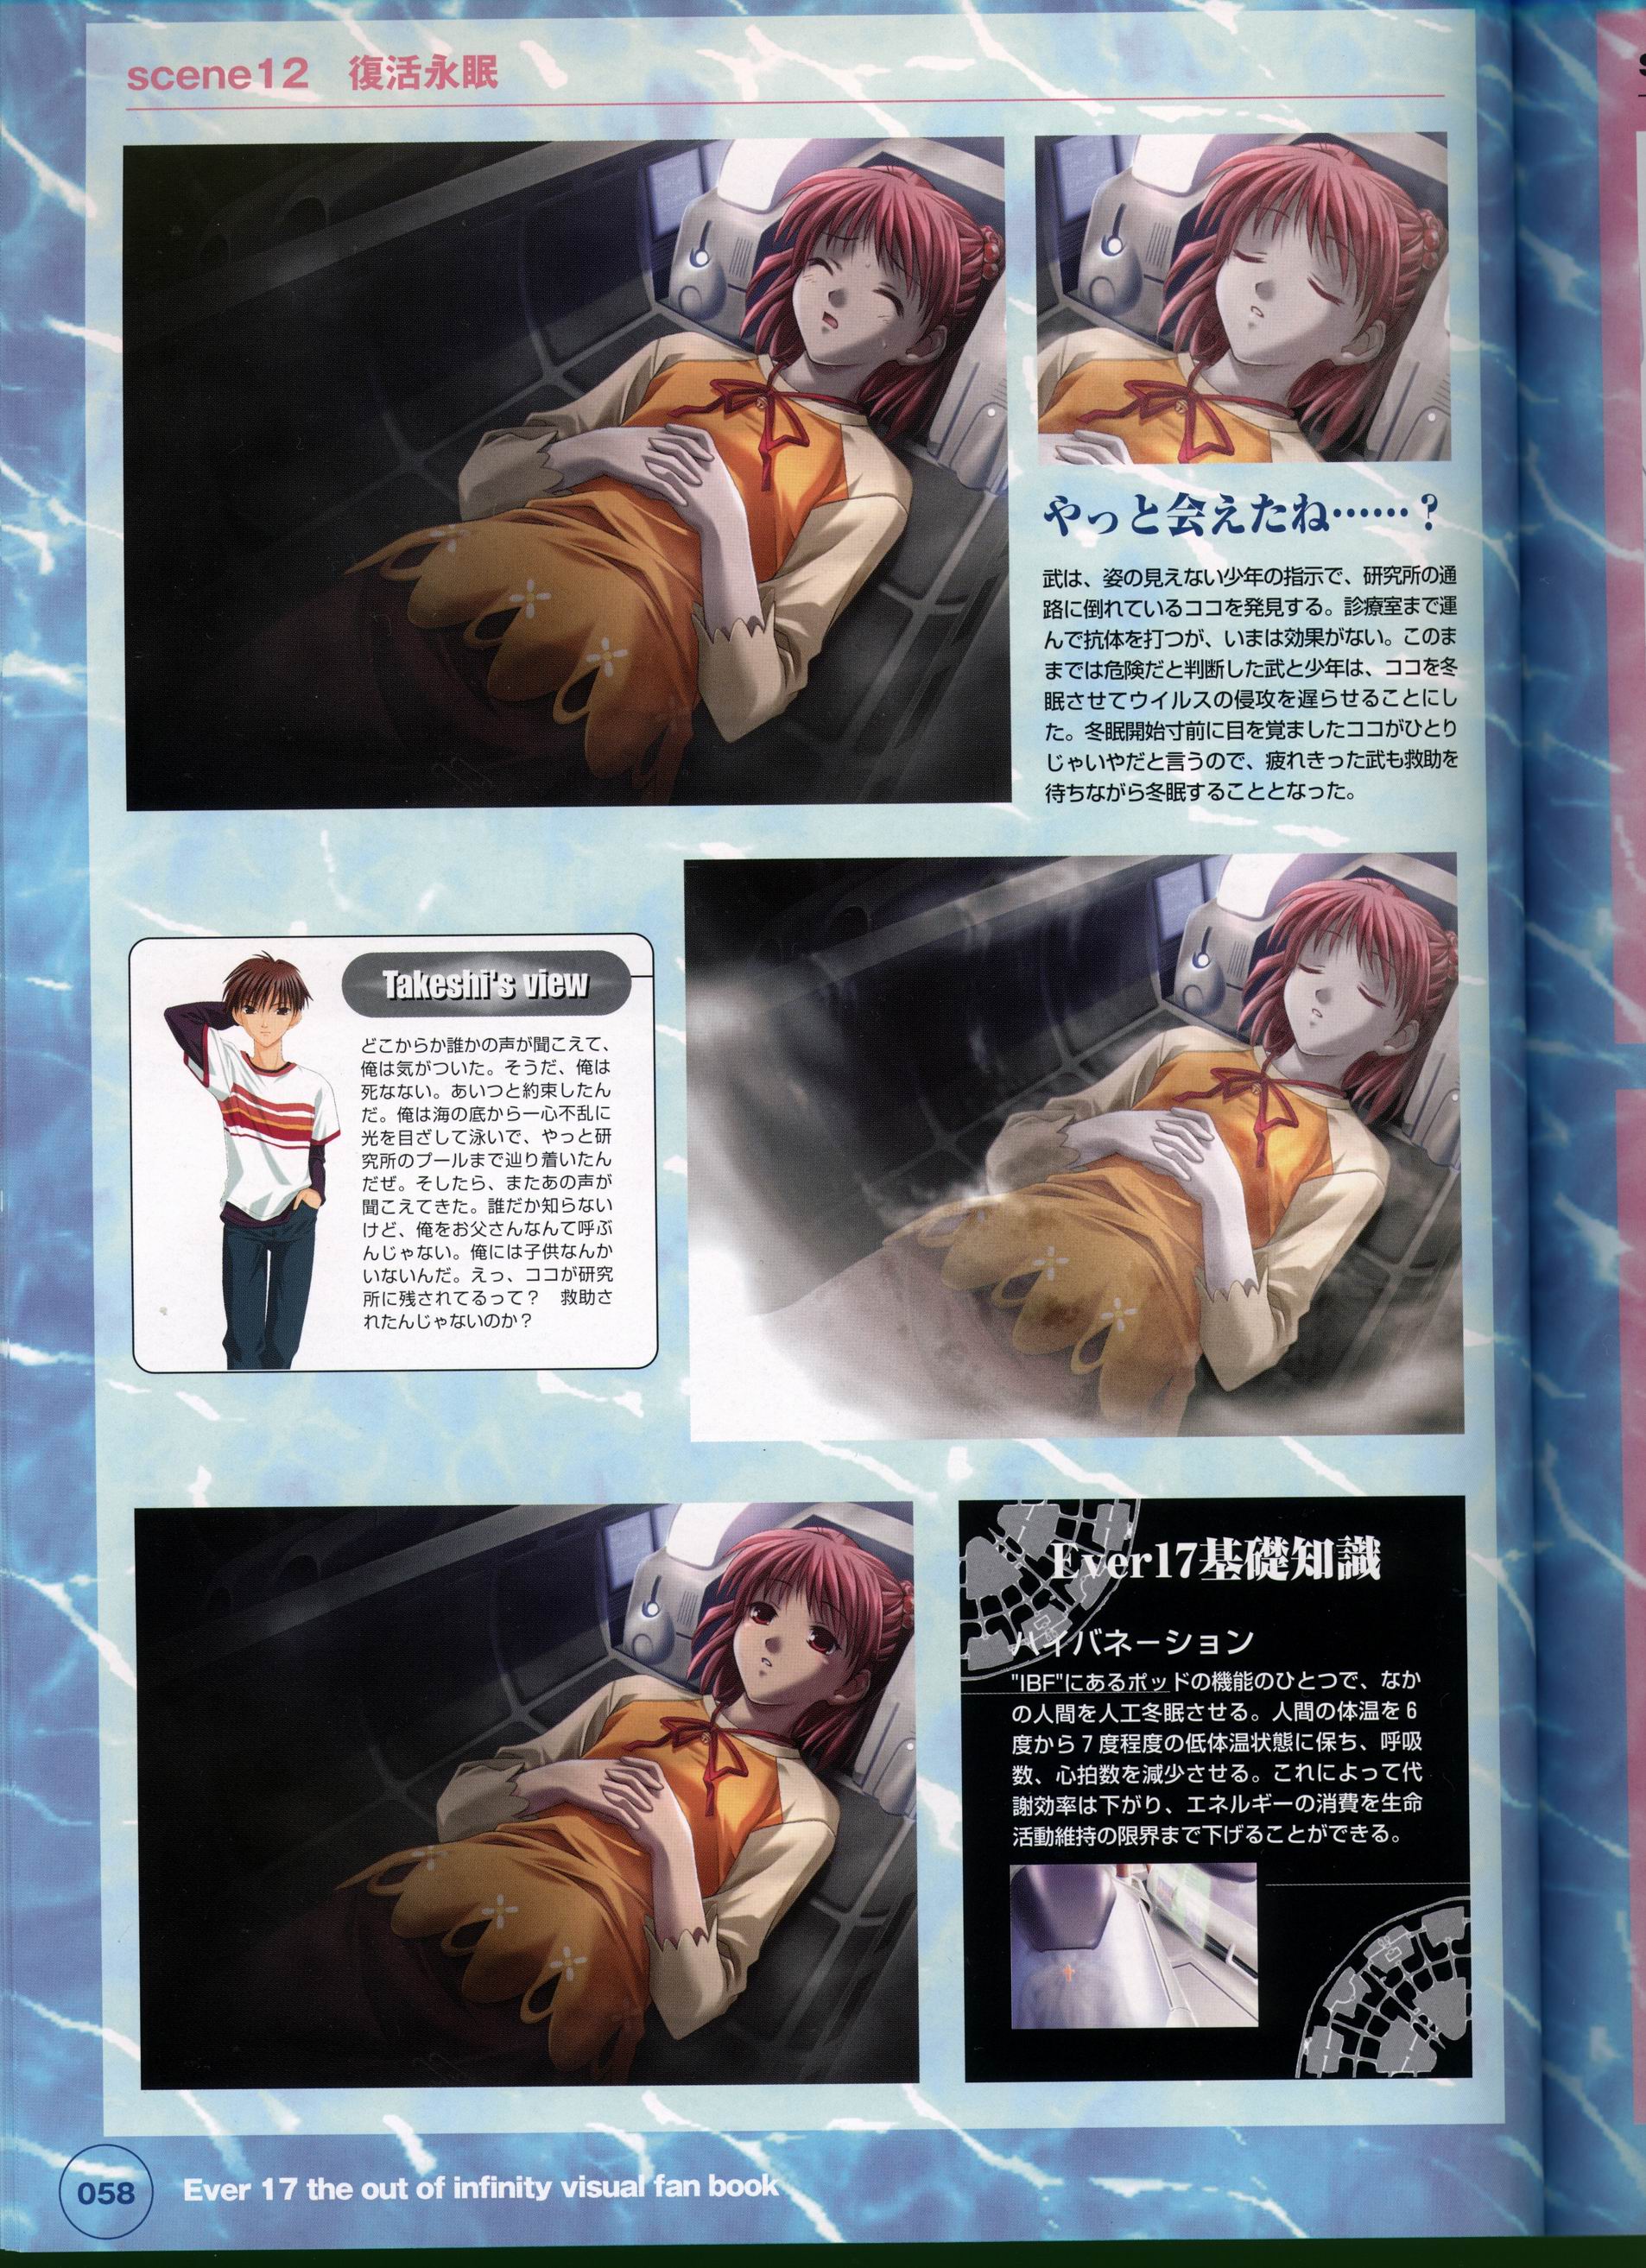 scene12　復活永眠
やっと会えたね……？
武は、姿の見えない少年の指示で、研究所の通
路に倒れているココを発見する。診療室まで運
んで抗体を打つが、いまは効果がない。このま
までは危険だと判断した武と少年は、ココを冬
眠させてウイルスの侵攻を遅らせることにし
た。冬眠開始寸前に目を覚ましたココがひとり
じゃいやだと言うので、疲れきった武も救助を
待ちながら冬眠することとなった。
Takeshi's view
どこからか誰かの声が聞こえて、
俺は気がついた。そうだ、俺は
死なない。あいつと約束したん
だ。俺は海の底から一心不乱に
光を目ざして泳いで、やっと研
究所のプールまで辿り着いたん
だぜ。そしたら、またあの声が
聞こえてきた。誰だか知らない
けど、俺をお父さんなんて呼ぶ
んじゃない。俺には子供なんか
いないんだ。えっ、ココが研究
所に残されてるって？　救助さ
れたんじゃないのか？
Ever17基礎知識
ハイバネーション
"IBF"にあるポッドの機能のひとつで、なか
の人間を人工冬眠させる。人間の体温を6
度から7度程度の低体温状態に保ち、呼吸
数、心拍数を減少させる。これによって代
謝効率は下がり、エネルギーの消費を生命
活動維持の限界まで下げることができる。
058
Ever 17 the out of infinity visual fan book